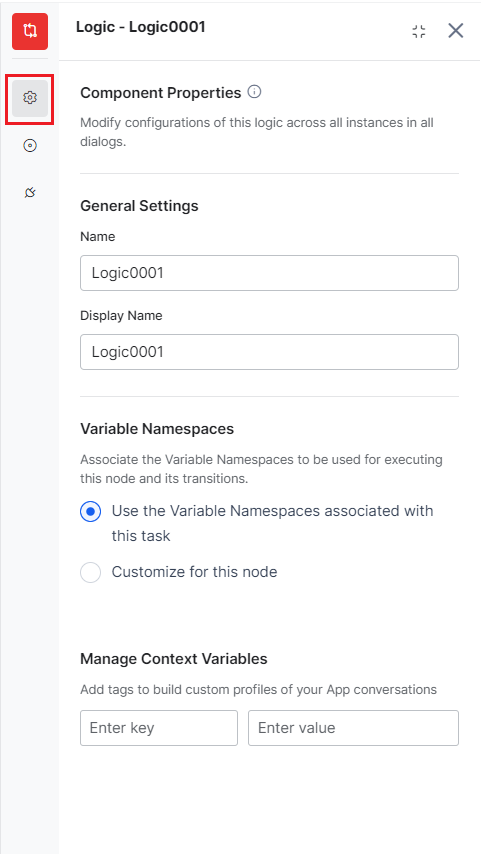 Logic - Logic0001
Component Properties
Modify configurations of this logic across all instances in all
dialogs.
General Settings
Name
Logic0001
Display Name
Logic0001
Variable Namespaces
Associate the Variable Namespaces to be used for executing
this node and its transitions.
Use the Variable Namespaces associated with
this task
Customize for this node
Manage Context Variables
Add tags to build custom profiles of your App conversations
Enter key
Enter value